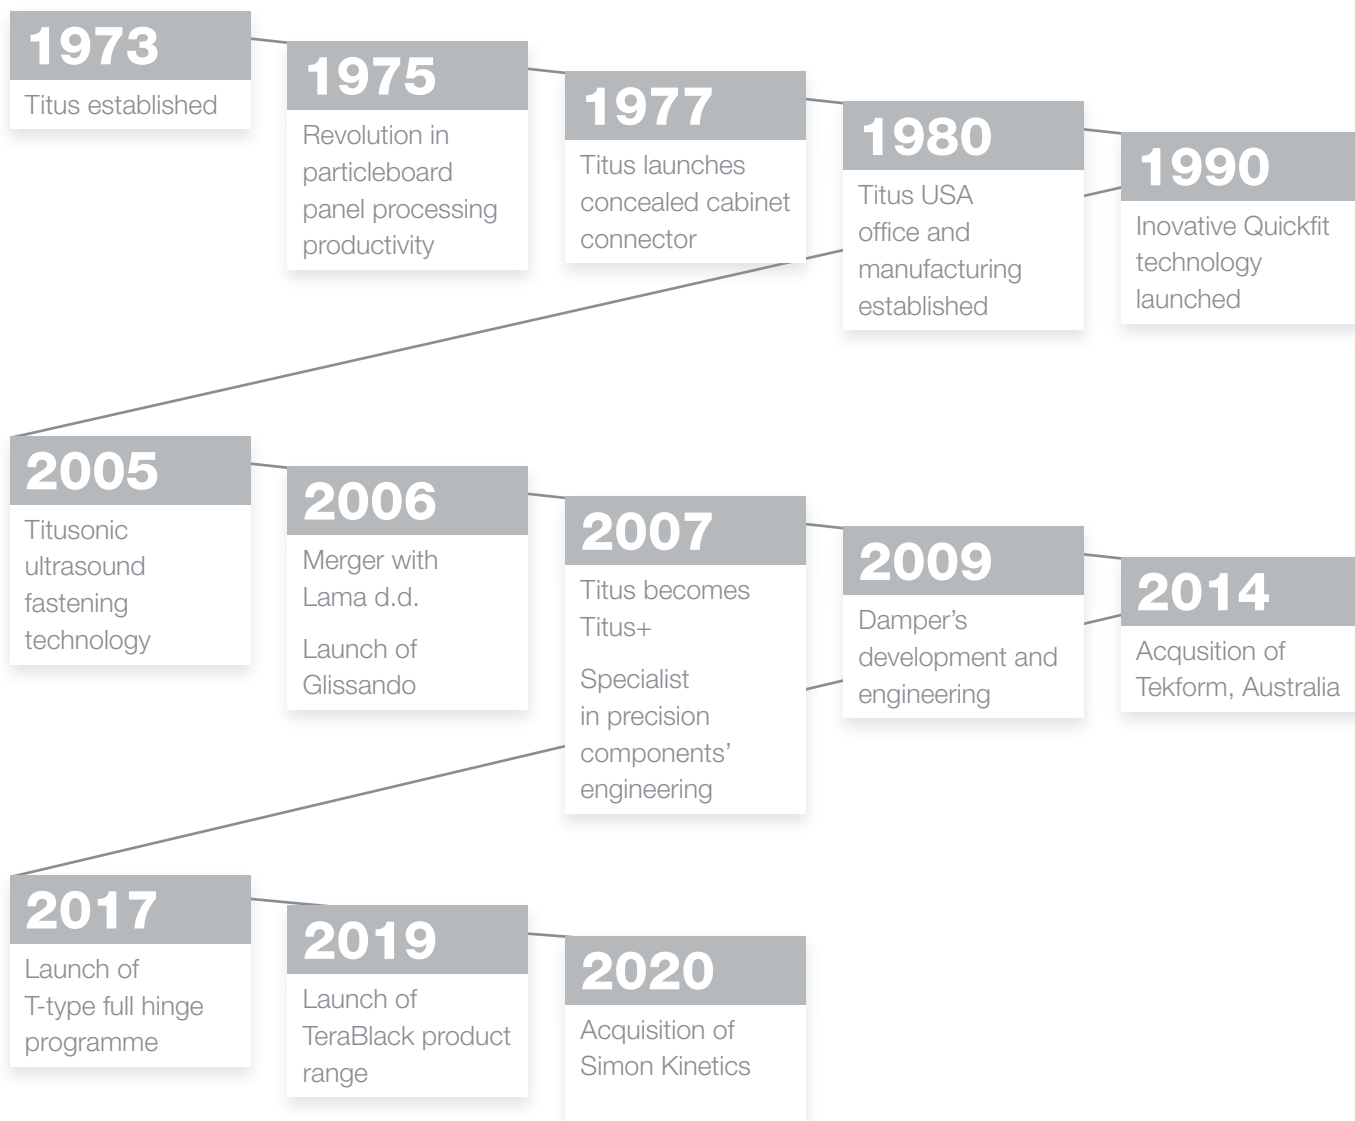 1973
Titus established
1975
Revolution in
particleboard
panel processing
productivity
1977
Titus launches
concealed cabinet
connector
1980
Titus USA
office and
manufacturing
established
1990
Inovative Quickfit
technology
launched
2005
Titusonic
ultrasound
fastening
technology
2006
Merger with
Lama d.d.
Launch of
Glissando
2007
Titus becomes
Titus+
Specialist
in precision
components’
engineering
2009
Damper’s
development and
engineering
2014
Acqusition of
Tekform, Australia
2017
Launch of
T-type full hinge
programme
2019
Launch of
TeraBlack product
range
2020
Acquisition of
Simon Kinetics